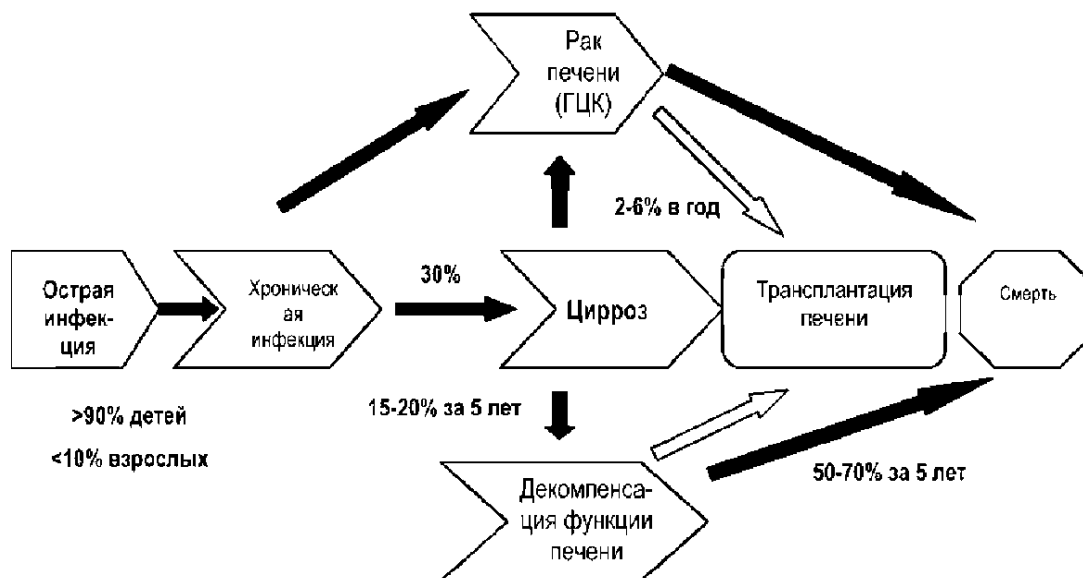 Рак
печени
(ГЦК)
2-6% в год
Острая
инфек-
ция
Хроническ
ая
инфекция
30%
Цирроз
Трансплантация
печени
Смерть
>90% детей
<10% взрослых
15-20% за 5 лет
Декомпенса-
ция функции
печени
50-70% за 5 лет